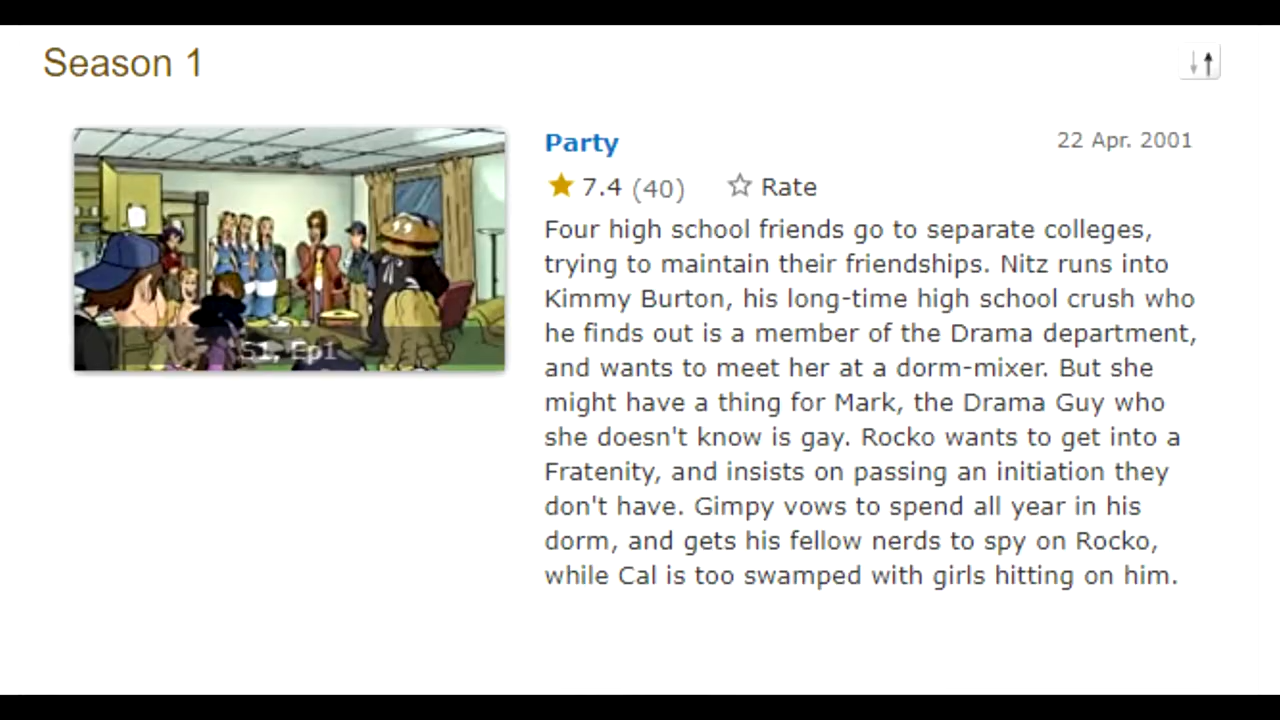 Season 1
Party
22 Apr. 2001
7.4 (40) Rate
Four high school friends go to separate colleges,
trying to maintain their friendships. Nitz runs into
Kimmy Burton, his long-time high school crush who
he finds out is a member of the Drama department,
and wants to meet her at a dorm-mixer. But she
might have a thing for Mark, the Drama Guy who
she doesn't know is gay. Rocko wants to get into a
Fratenity, and insists on passing an initiation they
don't have. Gimpy vows to spend all year in his
dorm, and gets his fellow nerds to spy on Rocko,
while Cal is too swamped with girls hitting on him.
S1, Ep1